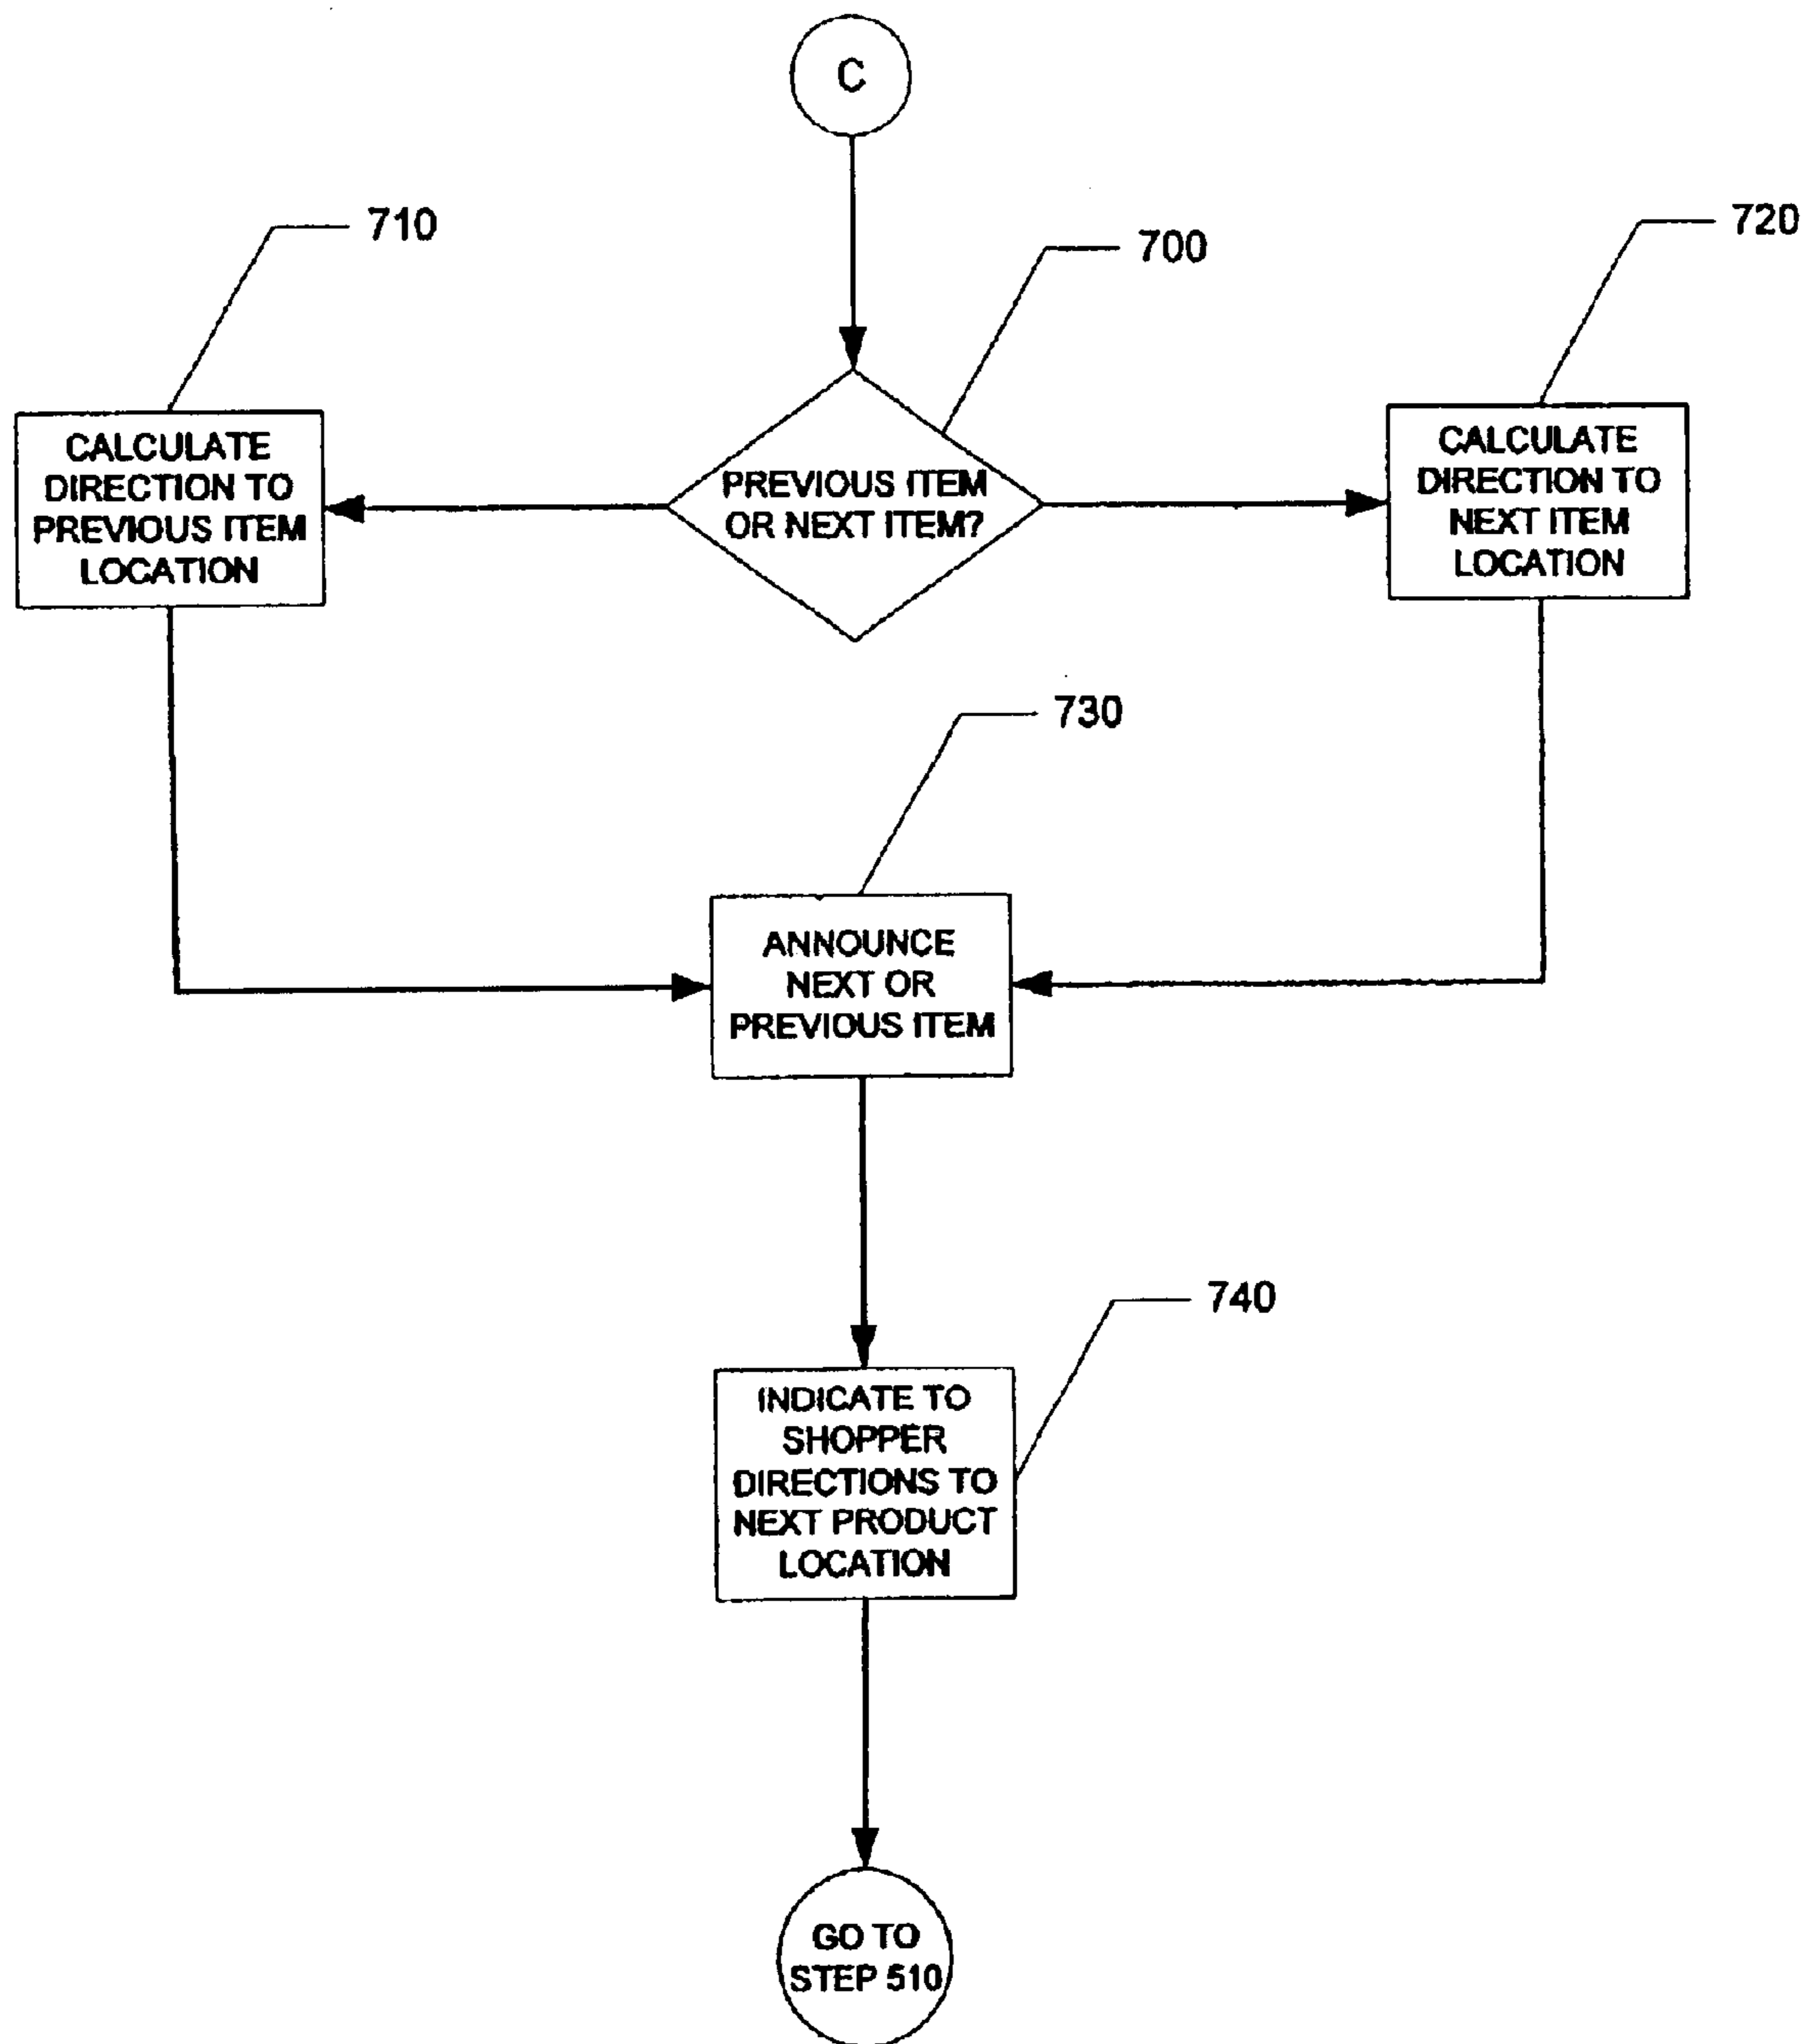 C
710
700
720
CALCULATE
DIRECTION TO
PREVIOUS ITEM
LOCATION
PREVIOUS ITEM
OR NEXT ITEM?
CALCULATE
DIRECTION TO
NEXT ITEM
LOCATION
730
ANNOUNCE
NEXT OR
PREVIOUS ITEM
740
INDICATE TO
SHOPPER
DIRECTIONS TO
NEXT PRODUCT
LOCATION
GO TO
STEP 510